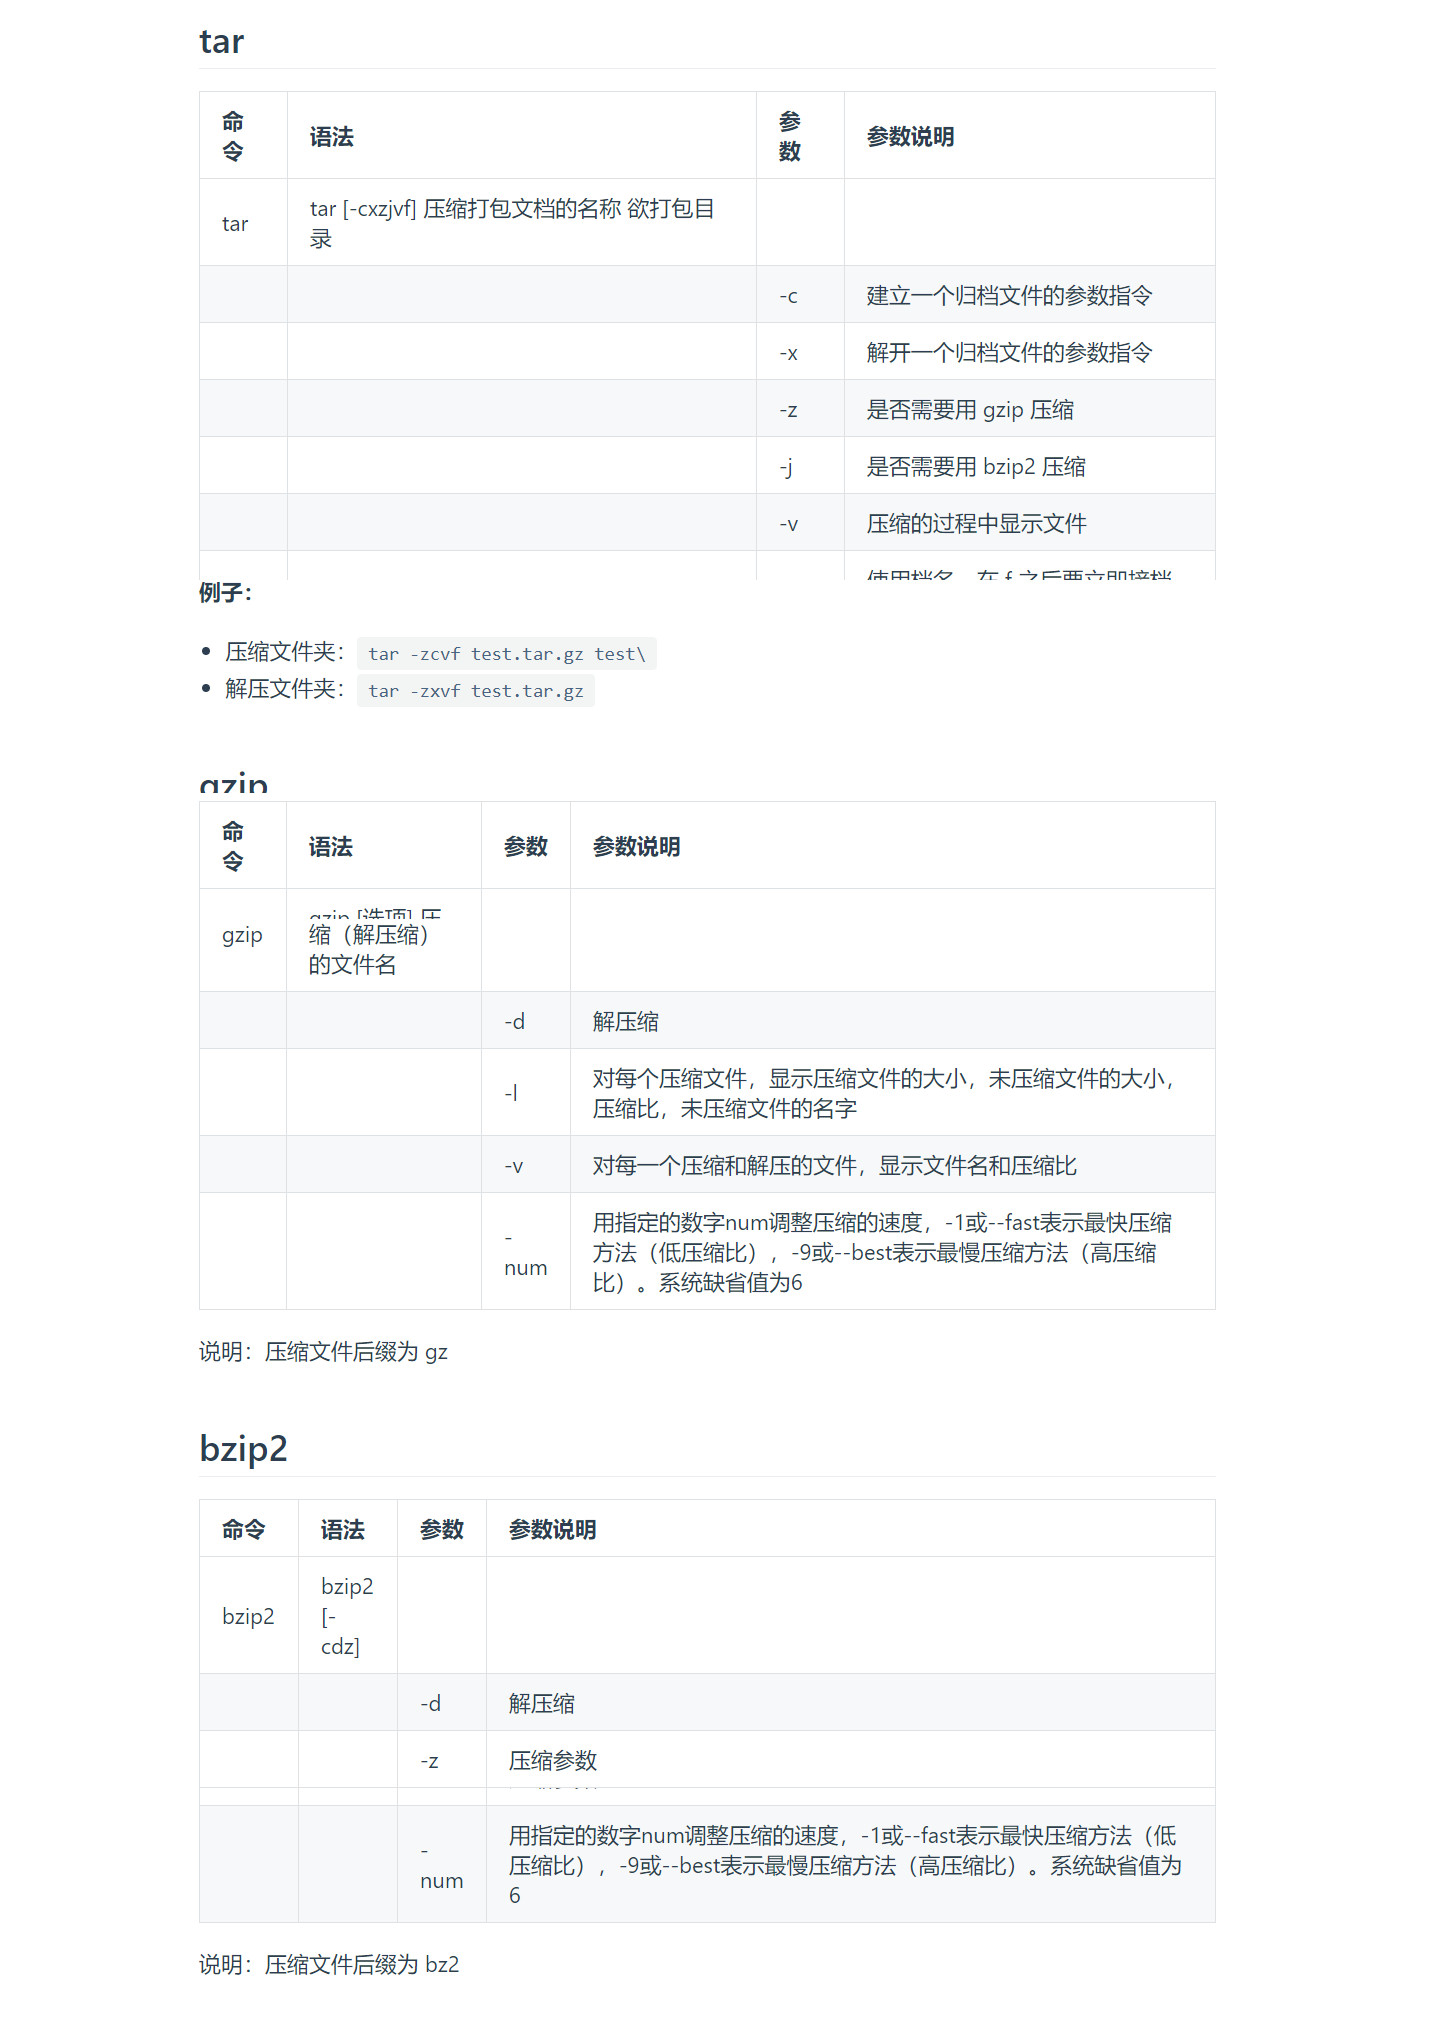 tar
命
令
语法
参
数
参数说明
tar
tar [-cxzjvf] 压缩打包文档的名称 欲打包目
录
-c
建立一个归档文件的参数指令
-x
解开一个归档文件的参数指令
-z
是否需要用 gzip 压缩
-j
是否需要用 bzip2 压缩
-v
压缩的过程中显示文件
使用档名，在 f 之后要立即接档
例子：
压缩文件夹： tar -zcvf test.tar.gz test\
解压文件夹： tar -zxvf test.tar.gz
gzip
命
令
语法
参数
参数说明
gzip
gzip [选项] 压
缩（解压缩）
的文件名
-d
解压缩
-l
对每个压缩文件，显示压缩文件的大小，未压缩文件的大小，
压缩比，未压缩文件的名字
-v
对每一个压缩和解压的文件，显示文件名和压缩比
-
num
用指定的数字num调整压缩的速度，-1或--fast表示最快压缩
方法（低压缩比），-9或--best表示最慢压缩方法（高压缩
比）。系统缺省值为6
说明：压缩文件后缀为 gz
bzip2
命令
语法
参数
参数说明
bzip2
bzip2
[-
cdz]
-d
解压缩
-z
压缩参数
-
num
用指定的数字num调整压缩的速度，-1或--fast表示最快压缩方法（低
压缩比），-9或--best表示最慢压缩方法（高压缩比）。系统缺省值为
6
说明：压缩文件后缀为 bz2